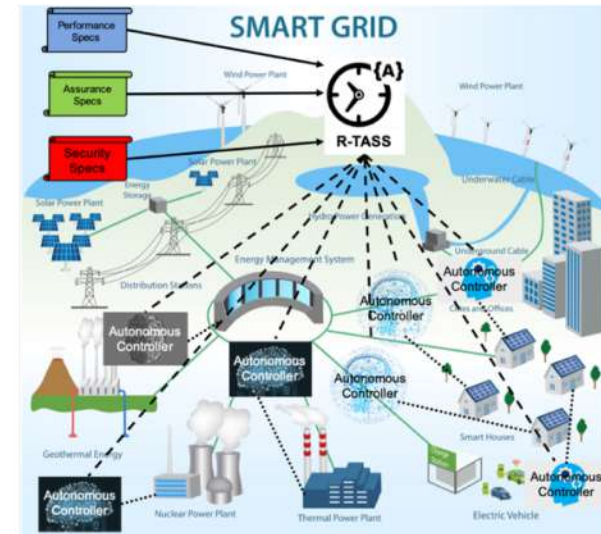 SMART GRID
Performance
Specs
Assurance
Specs
Security
Specs
{A}
R-TASS
Wind Power Plant
Wind Power Plant
Solar Power Plant
Solar Power Plant
Energy
Storage
Underwater Cable
Hydro Power Generation
Underground Cable
Distribution Stations
Energy Management System
Autonomous
Controller
Cities and Offices
Autonomous
Controller
Autonomous
Controller
Autonomous
Controller
Autonomous
Controller
Geothermal Energy
Smart Houses
Charge
Station
Autonomous
Controller
Autonomous
Controller
Nuclear Power Plant
Thermal Power Plant
Electric Vehicle